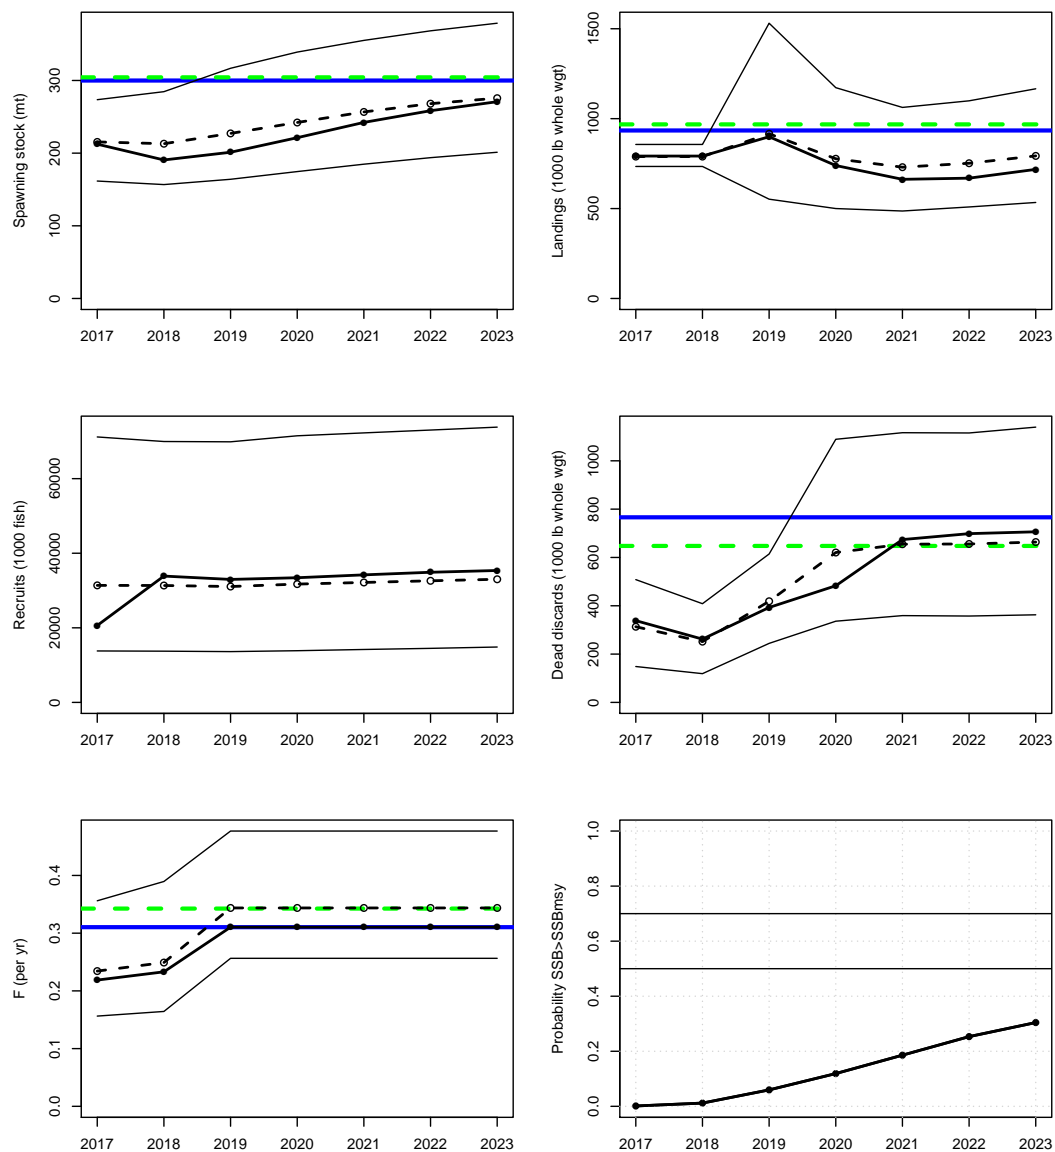 Spawning stock (mt)
0
100
200
300
2017 2018 2019 2020 2021 2022 2023
Landings (1000 lb whole wgt)
0
500
1000
1500
2017 2018 2019 2020 2021 2022 2023
Recruits (1000 fish)
0
20000
40000
60000
2017 2018 2019 2020 2021 2022 2023
Dead discards (1000 lb whole wgt)
0
200
400
600
800
1000
2017 2018 2019 2020 2021 2022 2023
F (per yr)
0.0
0.1
0.2
0.3
0.4
2017 2018 2019 2020 2021 2022 2023
Probability SSB>SSBmsy
0.0
0.2
0.4
0.6
0.8
1.0
2017 2018 2019 2020 2021 2022 2023